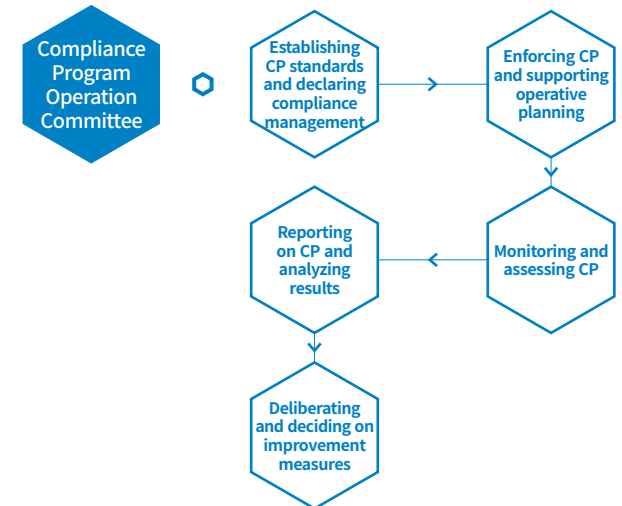 Compliance
Program
Operation
Committee
Establishing
CP standards
and declaring
compliance
management
Enforcing CP
and supporting
operative
planning
Monitoring and
assessing CP
Reporting
on CP and
analyzing
results
Deliberating
and deciding on
improvement
measures